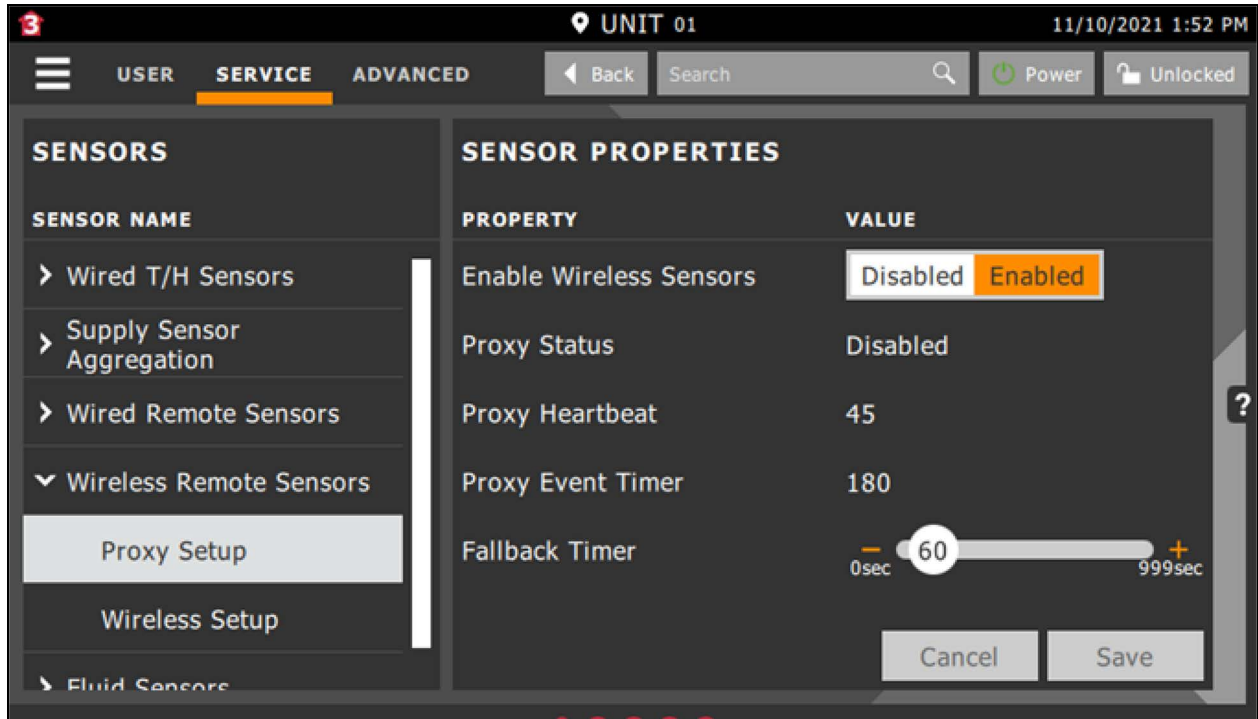 3 UNIT 01 11/10/2021 1:52 PM
USER SERVICE ADVANCED Back Search Power Unlocked
SENSORS
SENSOR NAME
Wired T/H Sensors
Supply Sensor
Aggregation
Wired Remote Sensors
Wireless Remote Sensors
Proxy Setup
Wireless Setup
Fluid Sensors
SENSOR PROPERTIES
PROPERTY VALUE
Enable Wireless Sensors Disabled Enabled
Proxy Status Disabled
Proxy Heartbeat 45
Proxy Event Timer 180
Fallback Timer − 60 +
0sec 999sec
Cancel Save
?